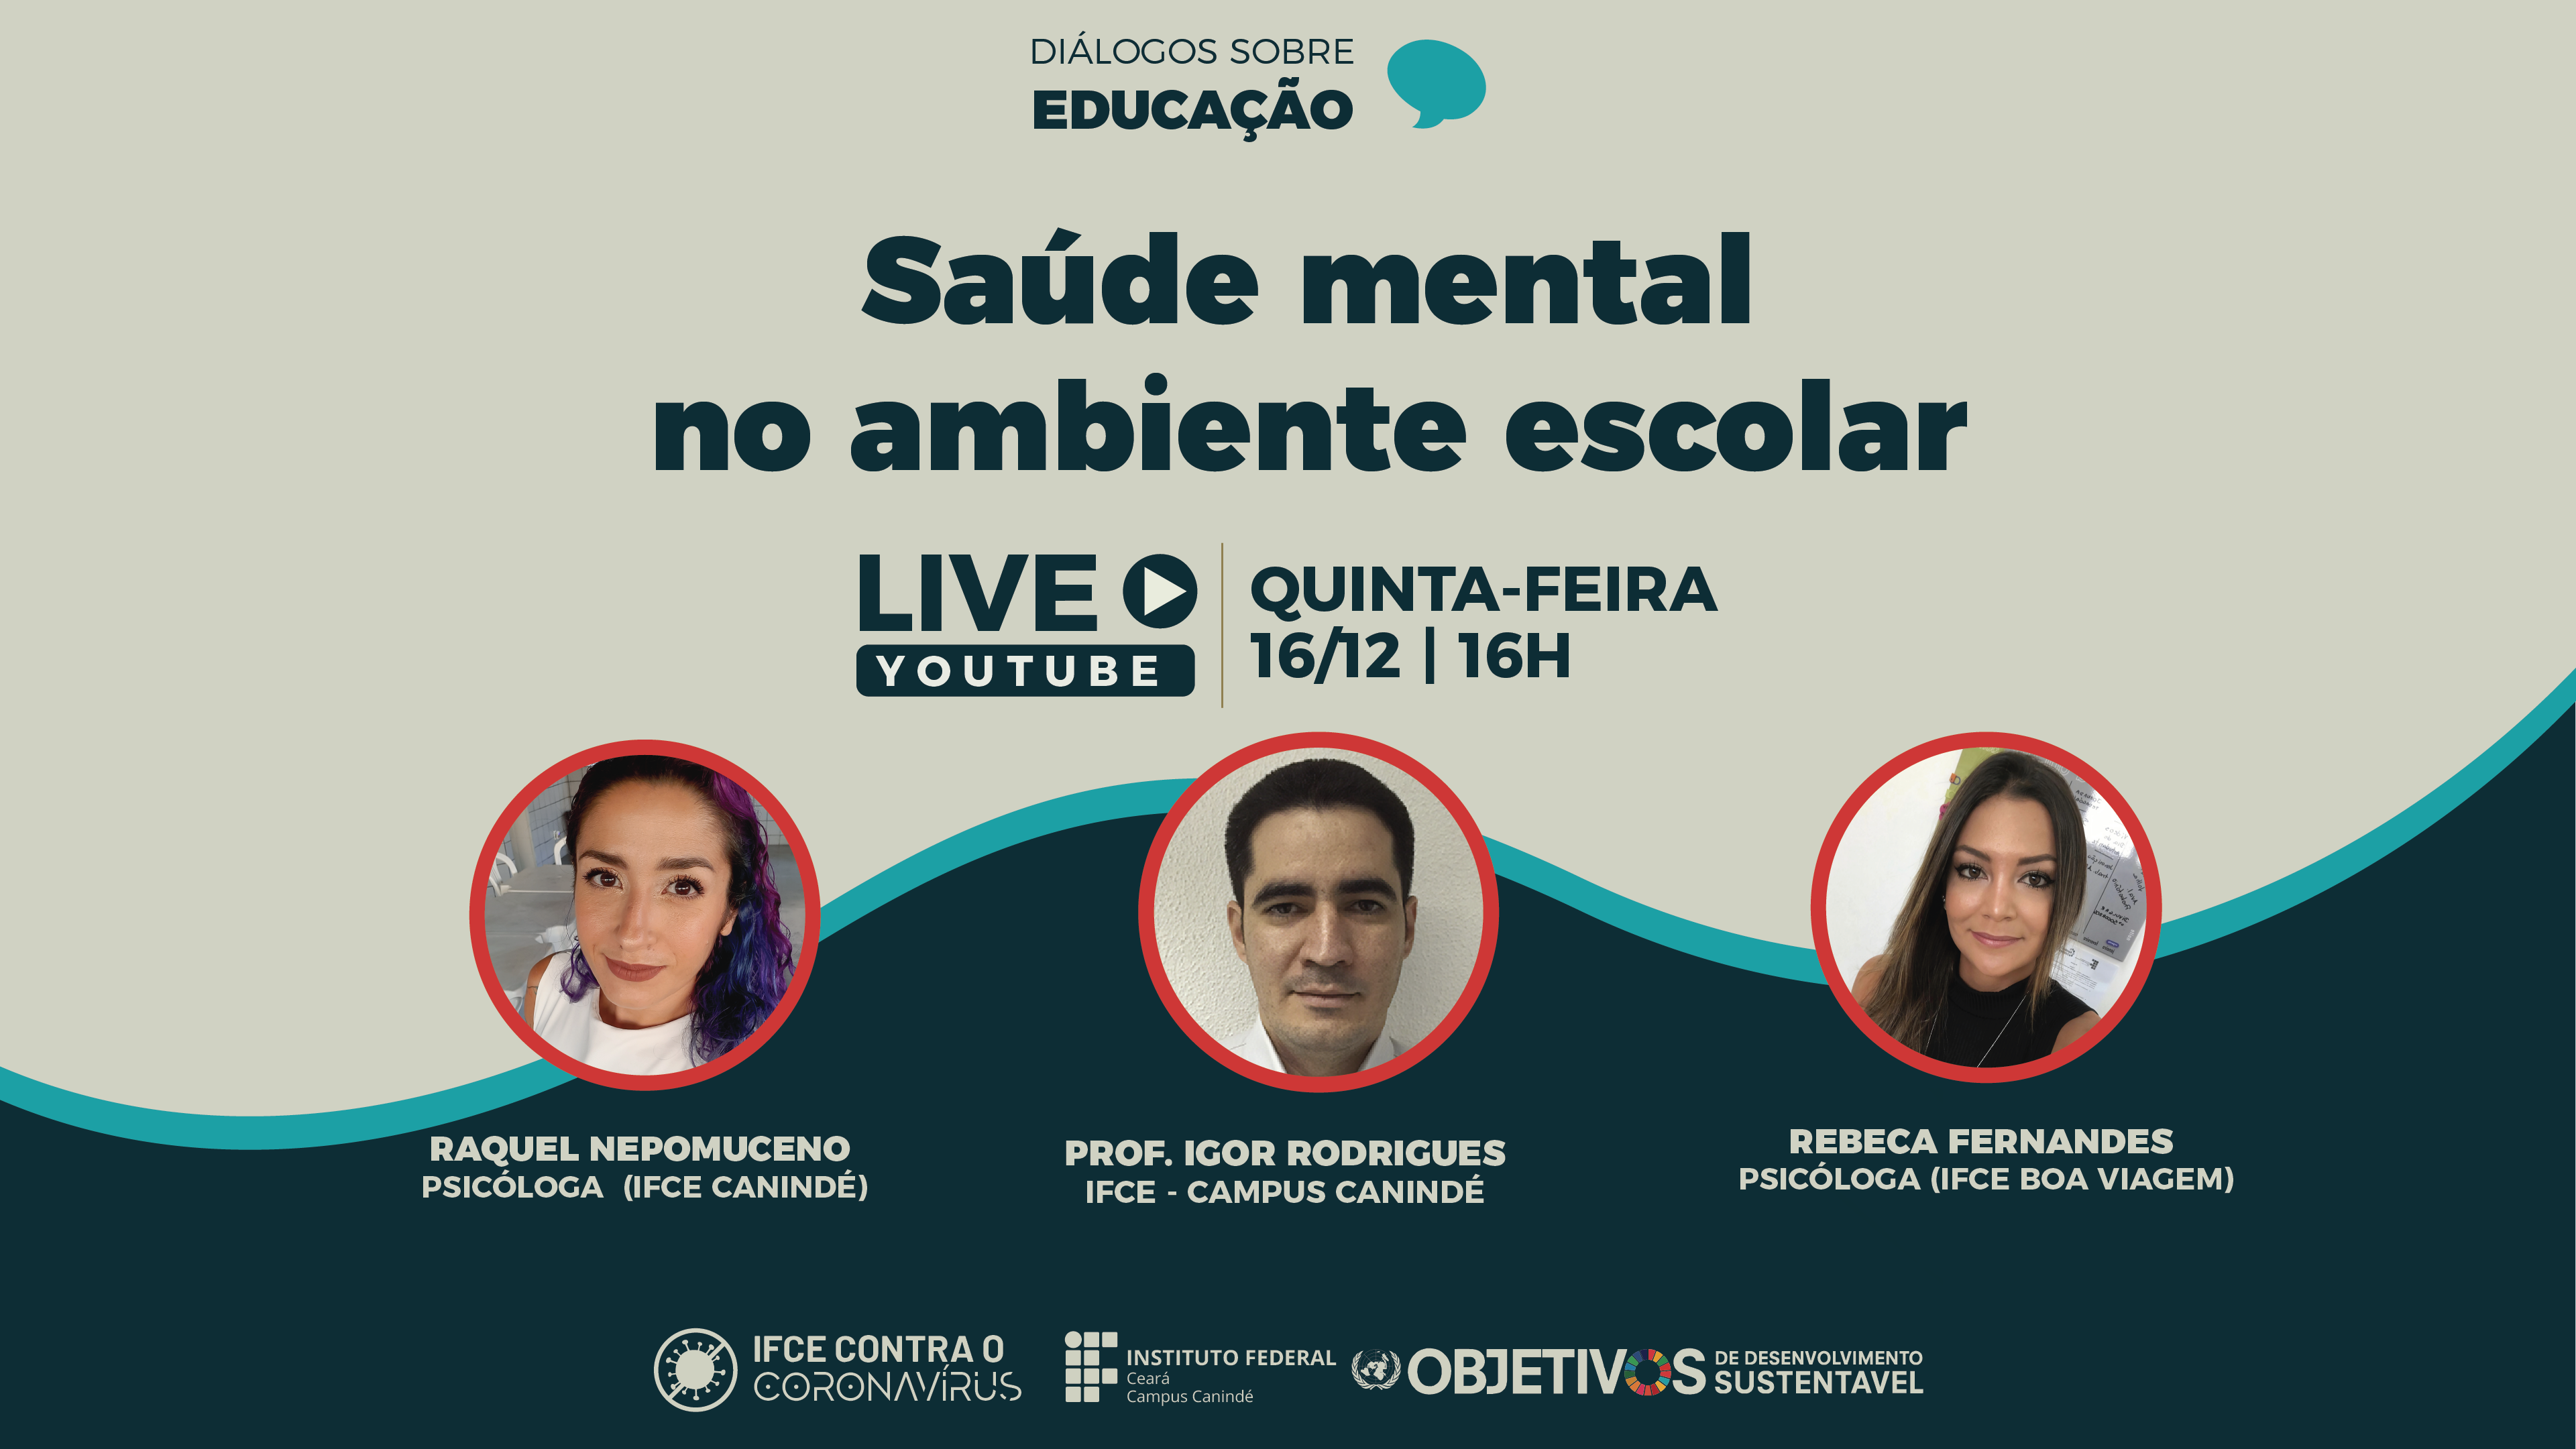 DIÁLOGOS SOBRE
EDUCAÇÃO
Saúde mental
no ambiente escolar
LIVE
YOUTUBE
QUINTA-FEIRA
16/12 | 16H
RAQUEL NEPOMUCENO
PSICÓLOGA (IFCE CANINDÉ)
PROF. IGOR RODRIGUES
IFCE - CAMPUS CANINDÉ
REBECA FERNANDES
PSICÓLOGA (IFCE BOA VIAGEM)
IFCE CONTRA O
CORONAVÍRUS
INSTITUTO FEDERAL
Ceará
Campus Canindé
OBJETIVOS
DE DESENVOLVIMENTO
SUSTENTAVEL